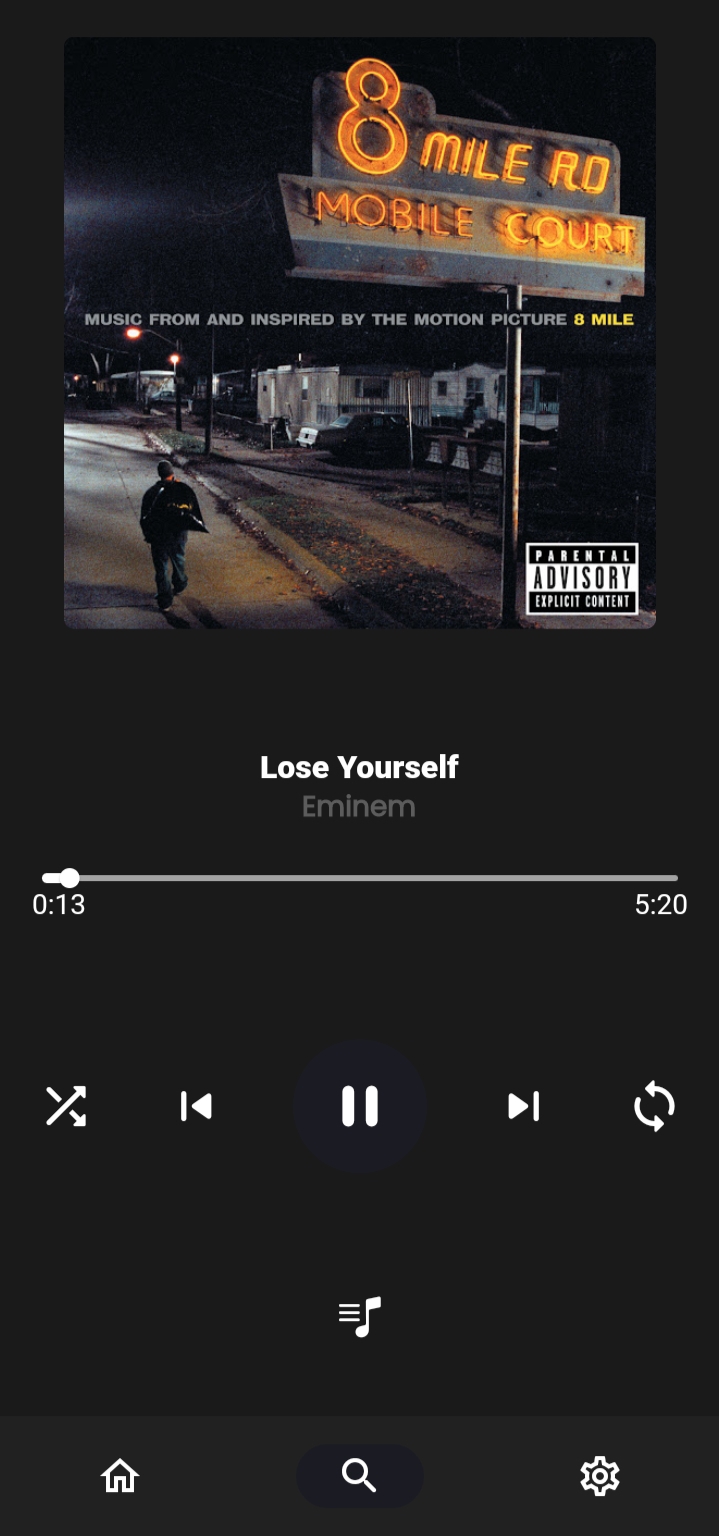 8 MILE RD
MOBILE COURT
MUSIC FROM AND INSPIRED BY THE MOTION PICTURE 8 MILE
PARENTAL
ADVISORY
EXPLICIT CONTENT
Lose Yourself
Eminem
0:13 5:20